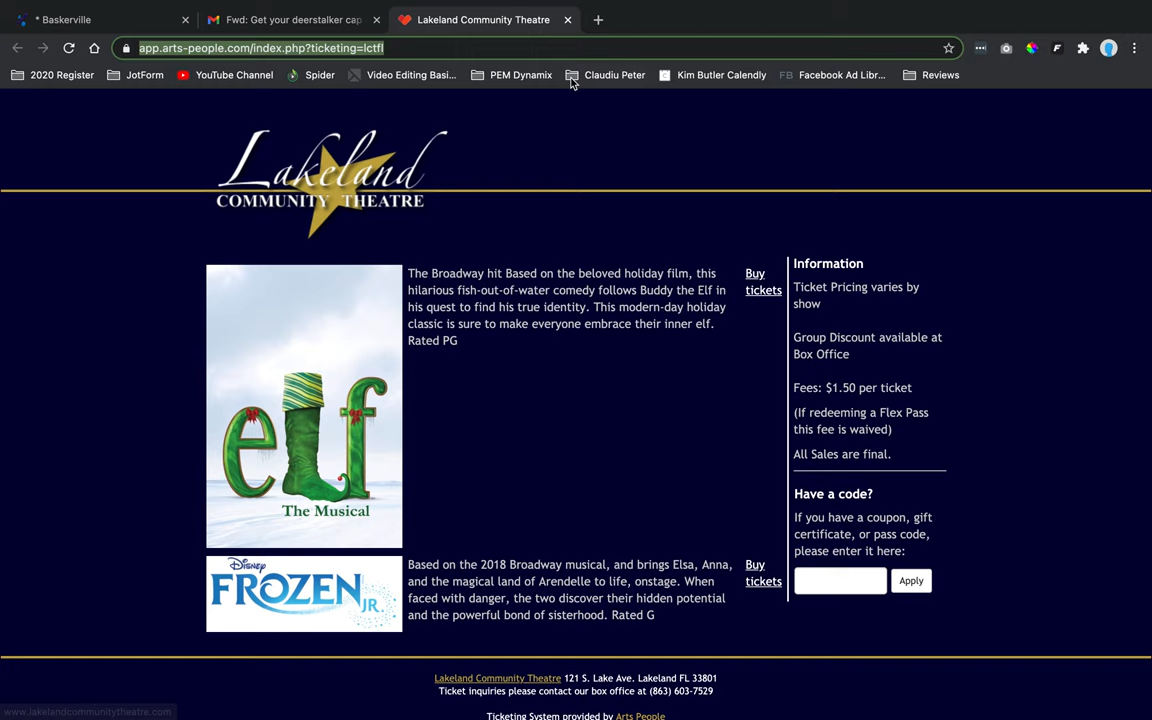 * Baskerville
Fwd: Get your deerstalker cap
Lakeland Community Theatre
app.arts-people.com/index.php?ticketing=lctfl
2020 Register
JotForm
YouTube Channel
Spider
Video Editing Basi...
PEM Dynamix
Claudiu Peter
Kim Butler Calendly
FB Facebook Ad Libr...
Reviews
Lakeland
COMMUNITY THEATRE
elf
The Musical
The Broadway hit Based on the beloved holiday film, this
hilarious fish-out-of-water comedy follows Buddy the Elf in
his quest to find his true identity. This modern-day holiday
classic is sure to make everyone embrace their inner elf.
Rated PG
Buy
tickets
Disney
FROZEN JR.
Based on the 2018 Broadway musical, and brings Elsa, Anna,
and the magical land of Arendelle to life, onstage. When
faced with danger, the two discover their hidden potential
and the powerful bond of sisterhood. Rated G
Buy
tickets
Information
Ticket Pricing varies by
show
Group Discount available at
Box Office
Fees: $1.50 per ticket
(If redeeming a Flex Pass
this fee is waived)
All Sales are final.
Have a code?
If you have a coupon, gift
certificate, or pass code,
please enter it here:
Apply
Lakeland Community Theatre 121 S. Lake Ave. Lakeland FL 33801
Ticket inquiries please contact our box office at (863) 603-7529
Ticketing System provided by Arts People
www.lakelandcommunitytheatre.com